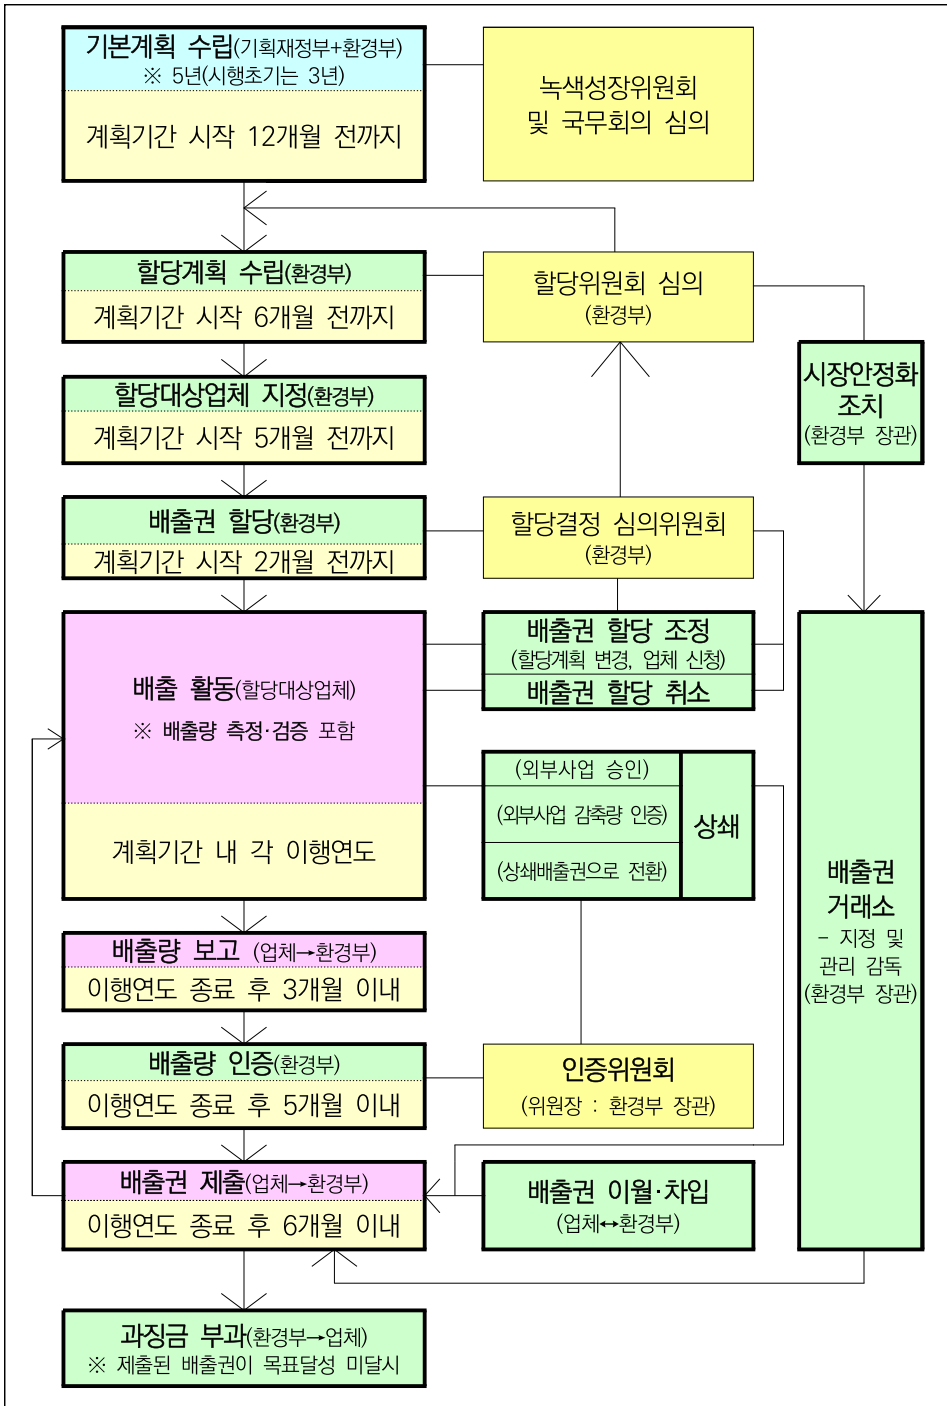 기본계획 수립(기획재정부+환경부)
※ 5년(시행초기는 3년)
계획기간 시작 12개월 전까지
녹색성장위원회
및 국무회의 심의
할당계획 수립(환경부)
계획기간 시작 6개월 전까지
할당위원회 심의
(환경부)
시장안정화
조치
(환경부 장관)
할당대상업체 지정(환경부)
계획기간 시작 5개월 전까지
배출권 할당(환경부)
계획기간 시작 2개월 전까지
할당결정 심의위원회
(환경부)
배출권 할당 조정
(할당계획 변경, 업체 신청)
배출권 할당 취소
배출 활동(할당대상업체)
※ 배출량 측정·검증 포함
계획기간 내 각 이행연도
(외부사업 승인)
(외부사업 감축량 인증)
(상쇄배출권으로 전환)
상쇄
배출권
거래소
- 지정 및
관리 감독
(환경부 장관)
배출량 보고 (업체→환경부)
이행연도 종료 후 3개월 이내
배출량 인증(환경부)
이행연도 종료 후 5개월 이내
인증위원회
(위원장 : 환경부 장관)
배출권 제출(업체→환경부)
이행연도 종료 후 6개월 이내
배출권 이월·차입
(업체↔환경부)
과징금 부과(환경부→업체)
※ 제출된 배출권이 목표달성 미달시